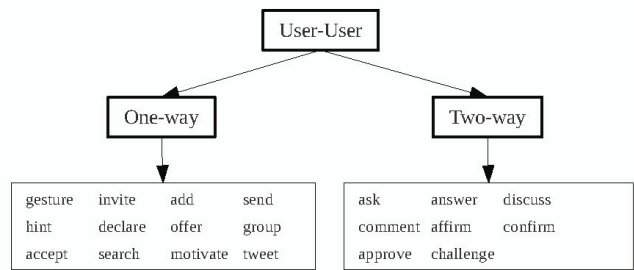 User-User
One-way
Two-way
gesture invite add send
hint declare offer group
accept search motivate tweet
ask answer discuss
comment affirm confirm
approve challenge